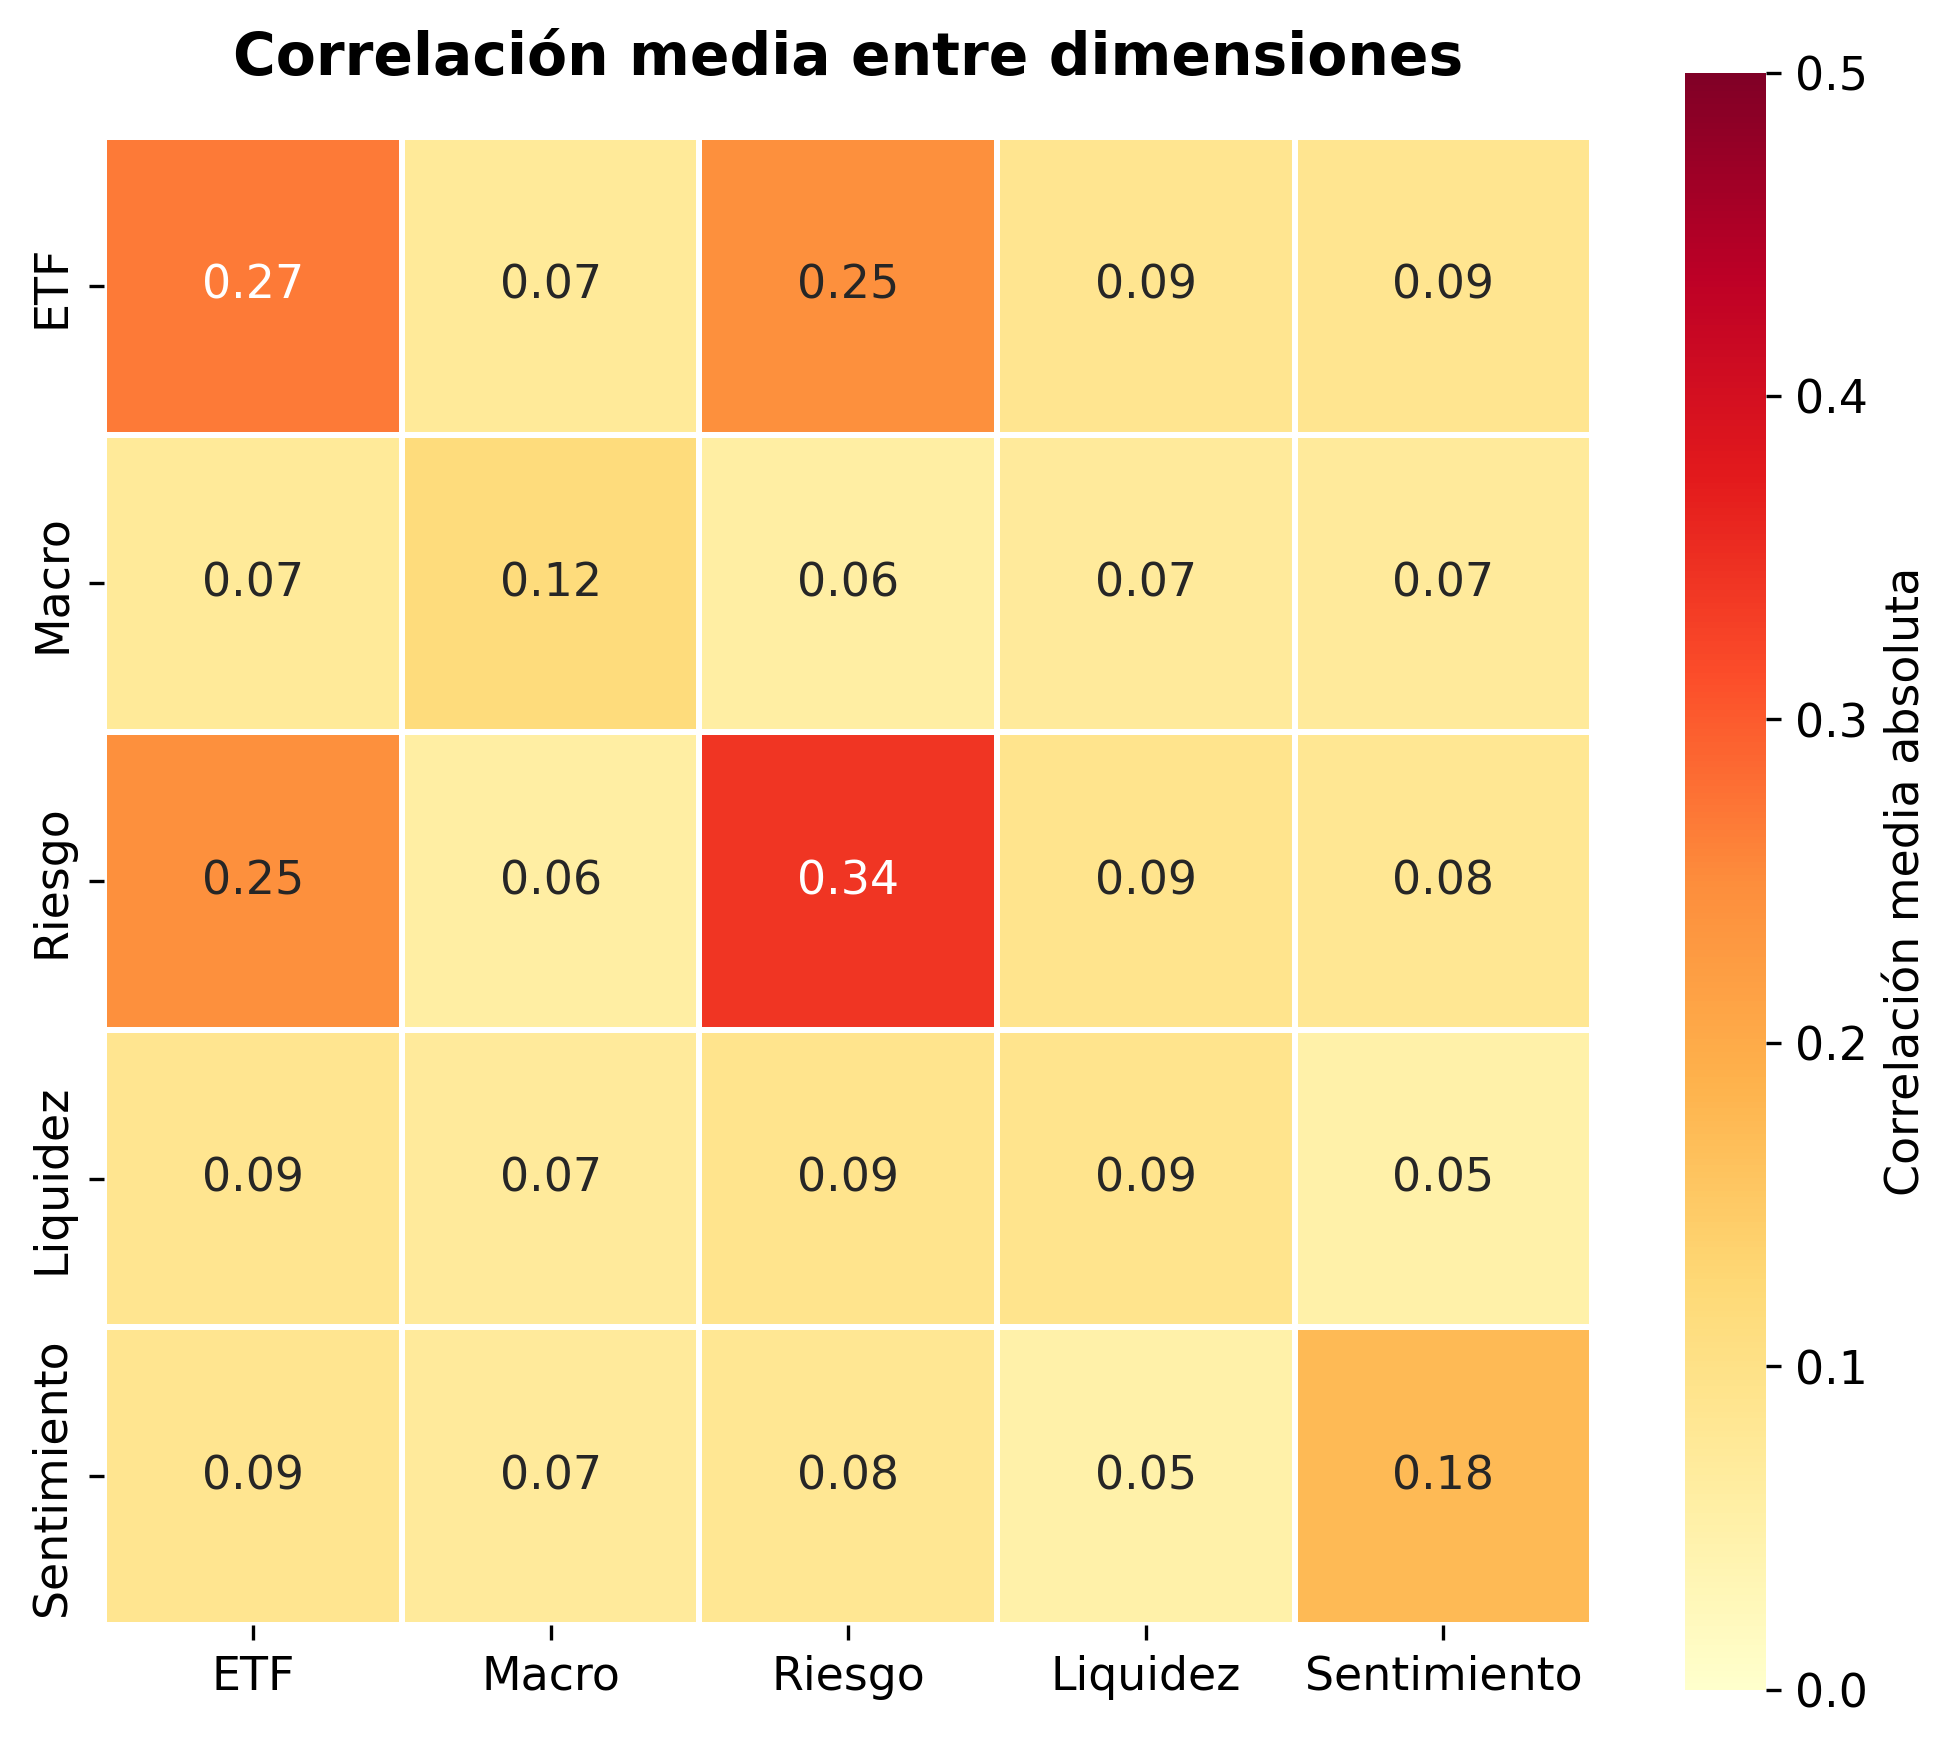 Correlación media entre dimensiones
ETF
0.27 0.07 0.25 0.09 0.09
Macro
0.07 0.12 0.06 0.07 0.07
Riesgo
0.25 0.06 0.34 0.09 0.08
Liquidez
0.09 0.07 0.09 0.09 0.05
Sentimiento
0.09 0.07 0.08 0.05 0.18
ETF Macro Riesgo Liquidez Sentimiento
0.5
0.4
0.3
0.2
0.1
0.0
Correlación media absoluta